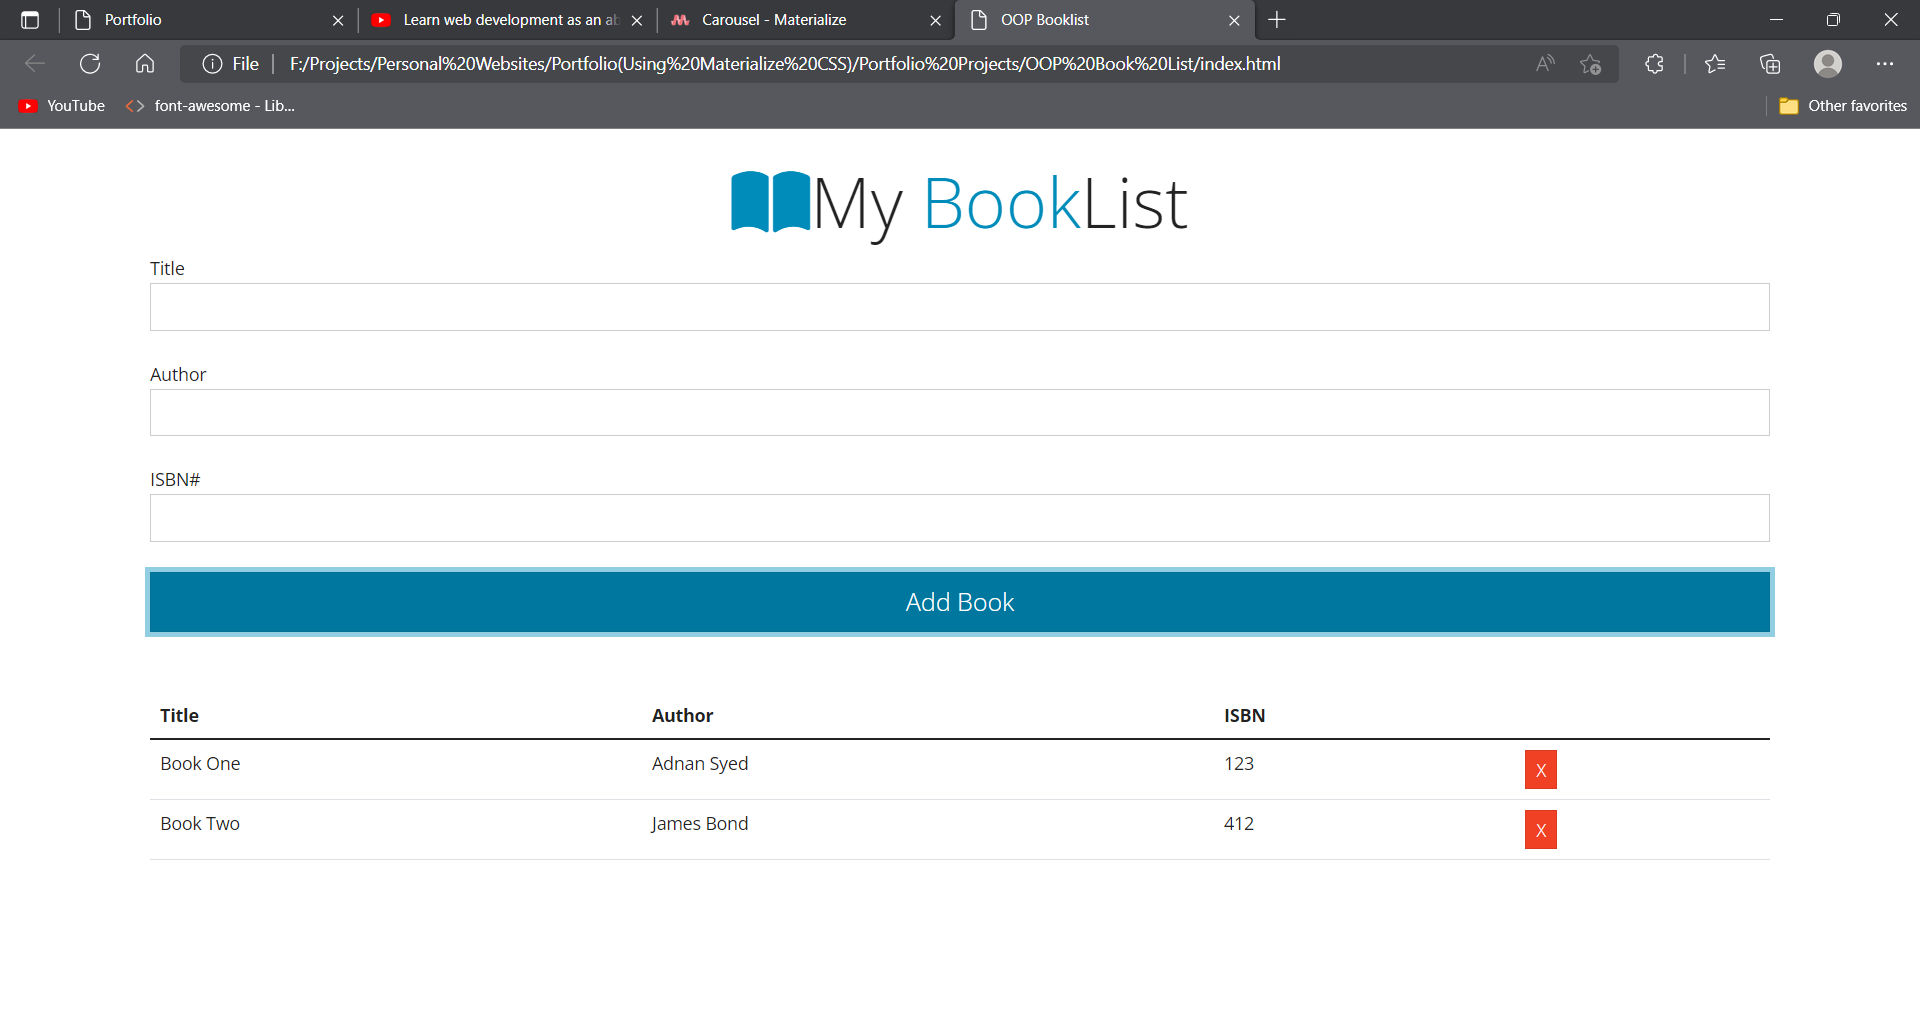 Portfolio
Learn web development as an ab
Carousel - Materialize
OOP Booklist
File
F:/Projects/Personal%20Websites/Portfolio(Using%20Materialize%20CSS)/Portfolio%20Projects/OOP%20Book%20List/index.html
YouTube
font-awesome - Lib...
Other favorites
My BookList
Title
Author
ISBN#
Add Book
Title Author ISBN
Book One Adnan Syed 123 X
Book Two James Bond 412 X